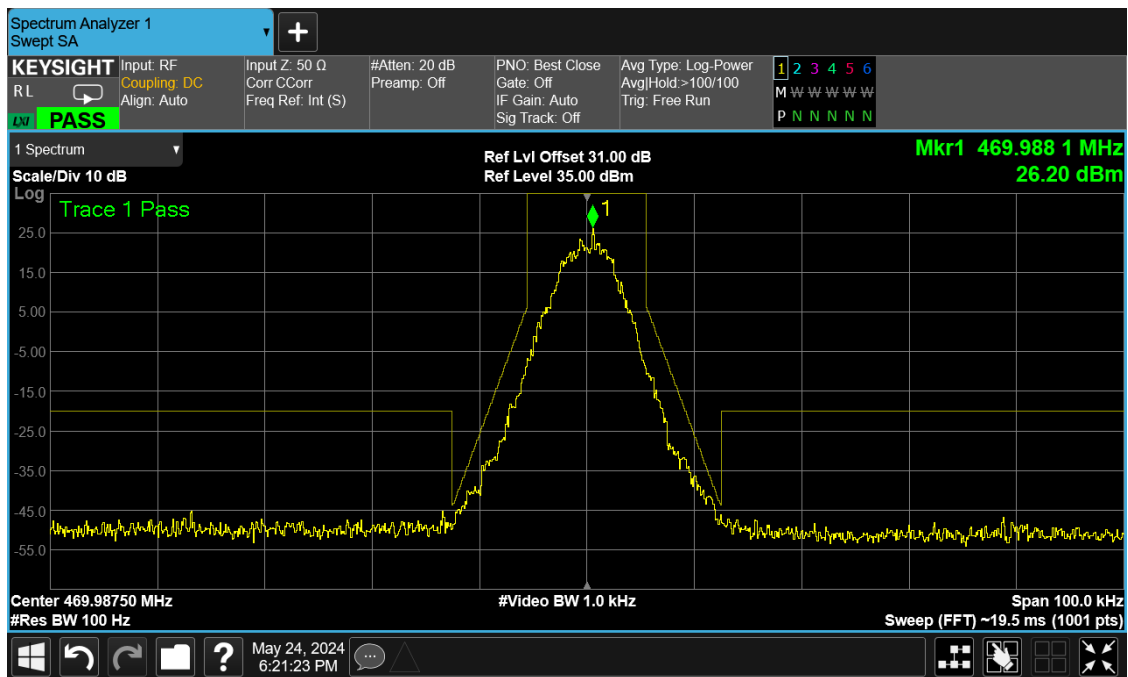 Spectrum Analyzer 1
Swept SA
KEYSIGHT
RL
LXI
PASS
Input: RF
Coupling: DC
Align: Auto
Input Z: 50 Ω
Corr CCorr
Freq Ref: Int (S)
#Atten: 20 dB
Preamp: Off
PNO: Best Close
Gate: Off
IF Gain: Auto
Sig Track: Off
Avg Type: Log-Power
Avg|Hold:>100/100
Trig: Free Run
1 2 3 4 5 6
M W W W W W
P N N N N N
1 Spectrum
Scale/Div 10 dB
Ref Lvl Offset 31.00 dB
Ref Level 35.00 dBm
Mkr1 469.988 1 MHz
26.20 dBm
Log
Trace 1 Pass
1
25.0
15.0
5.00
-5.00
-15.0
-25.0
-35.0
-45.0
-55.0
Center 469.98750 MHz
#Res BW 100 Hz
#Video BW 1.0 kHz
Span 100.0 kHz
Sweep (FFT) ~19.5 ms (1001 pts)
?
May 24, 2024
6:21:23 PM